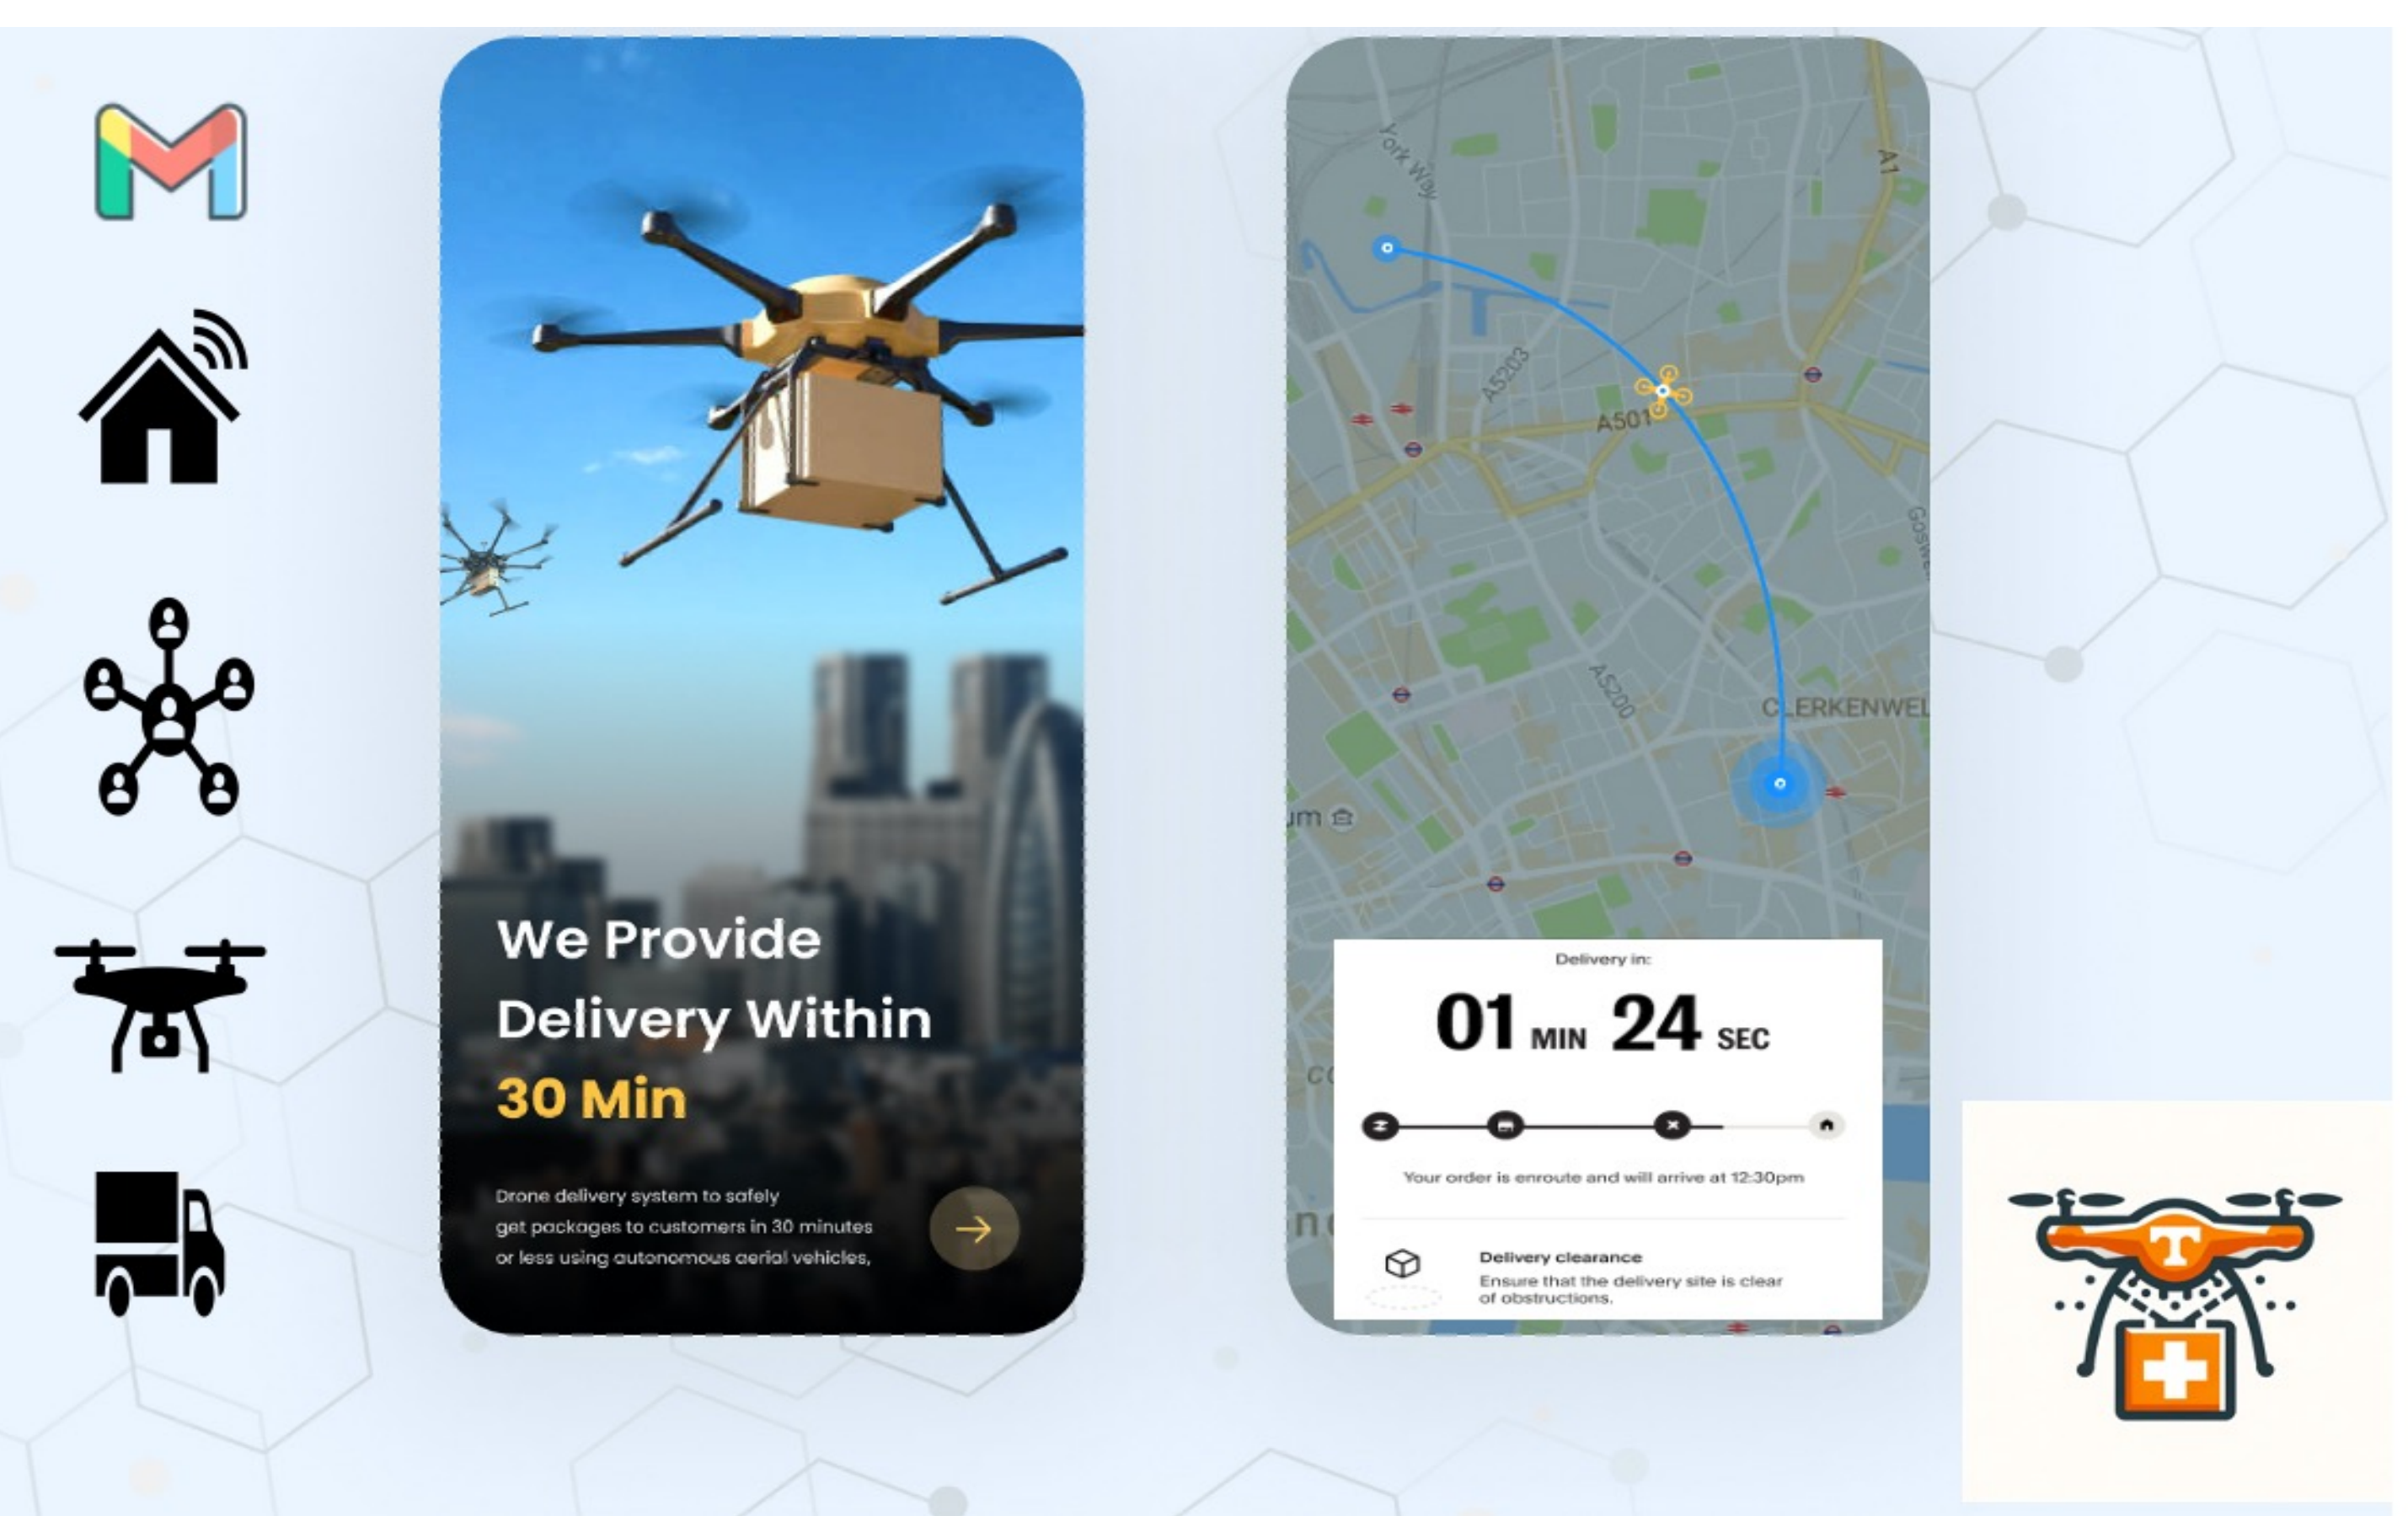 We Provide
Delivery Within
30 Min
Drone delivery system to safely
get packages to customers in 30 minutes
or less using autonomous aerial vehicles,
York Way
A1
A5203
A501
A5200
CLERKENWEL
um
Delivery in:
01 MIN 24 SEC
Your order is enroute and will arrive at 12:30pm
Delivery clearance
Ensure that the delivery site is clear
of obstructions.
T